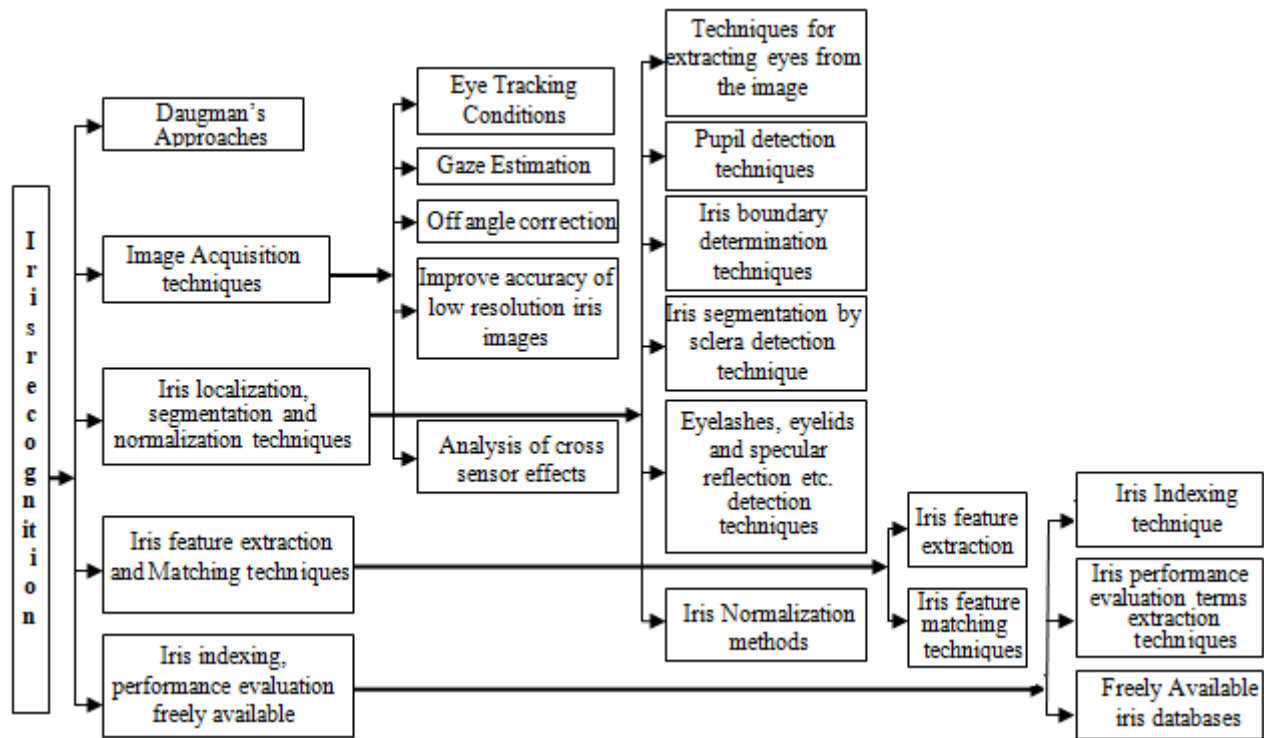 Iris recognition
Daugman's
Approaches
Image Acquisition
techniques
Iris localization,
segmentation and
normalization techniques
Iris feature extraction
and Matching techniques
Iris indexing,
performance evaluation
freely available
Eye Tracking
Conditions
Gaze Estimation
Off angle correction
Improve accuracy of
low resolution iris
images
Analysis of cross
sensor effects
Techniques for
extracting eyes from
the image
Pupil detection
techniques
Iris boundary
determination
techniques
Iris segmentation by
sclera detection
technique
Eyelashes, eyelids
and specular
reflection etc.
detection
techniques
Iris Normalization
methods
Iris feature
extraction
Iris feature
matching
techniques
Iris Indexing
technique
Iris performance
evaluation terms
extraction
techniques
Freely Available
iris databases